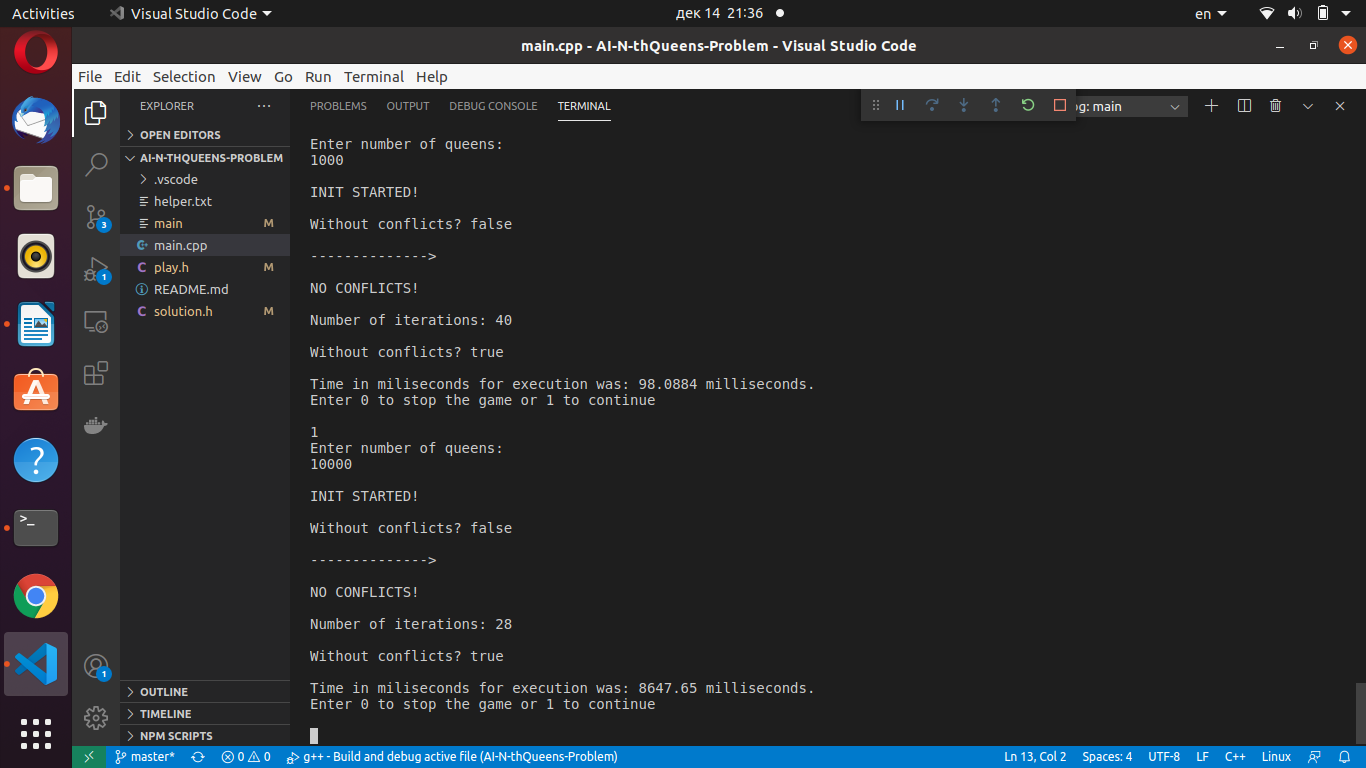 Activities Visual Studio Code дек 14 21:36 en
main.cpp - AI-N-thQueens-Problem - Visual Studio Code
File Edit Selection View Go Run Terminal Help
EXPLORER ···
PROBLEMS OUTPUT DEBUG CONSOLE TERMINAL og: main
OPEN EDITORS
AI-N-THQUEENS-PROBLEM
.vscode
helper.txt
main M
main.cpp
play.h M
README.md
solution.h M
OUTLINE
TIMELINE
NPM SCRIPTS
3
1
1
Enter number of queens:
1000
INIT STARTED!
Without conflicts? false
-------------->
NO CONFLICTS!
Number of iterations: 40
Without conflicts? true
Time in miliseconds for execution was: 98.0884 milliseconds.
Enter 0 to stop the game or 1 to continue
1
Enter number of queens:
10000
INIT STARTED!
Without conflicts? false
-------------->
NO CONFLICTS!
Number of iterations: 28
Without conflicts? true
Time in miliseconds for execution was: 8647.65 milliseconds.
Enter 0 to stop the game or 1 to continue
master* 0 0 g++ - Build and debug active file (AI-N-thQueens-Problem) Ln 13, Col 2 Spaces: 4 UTF-8 LF C++ Linux